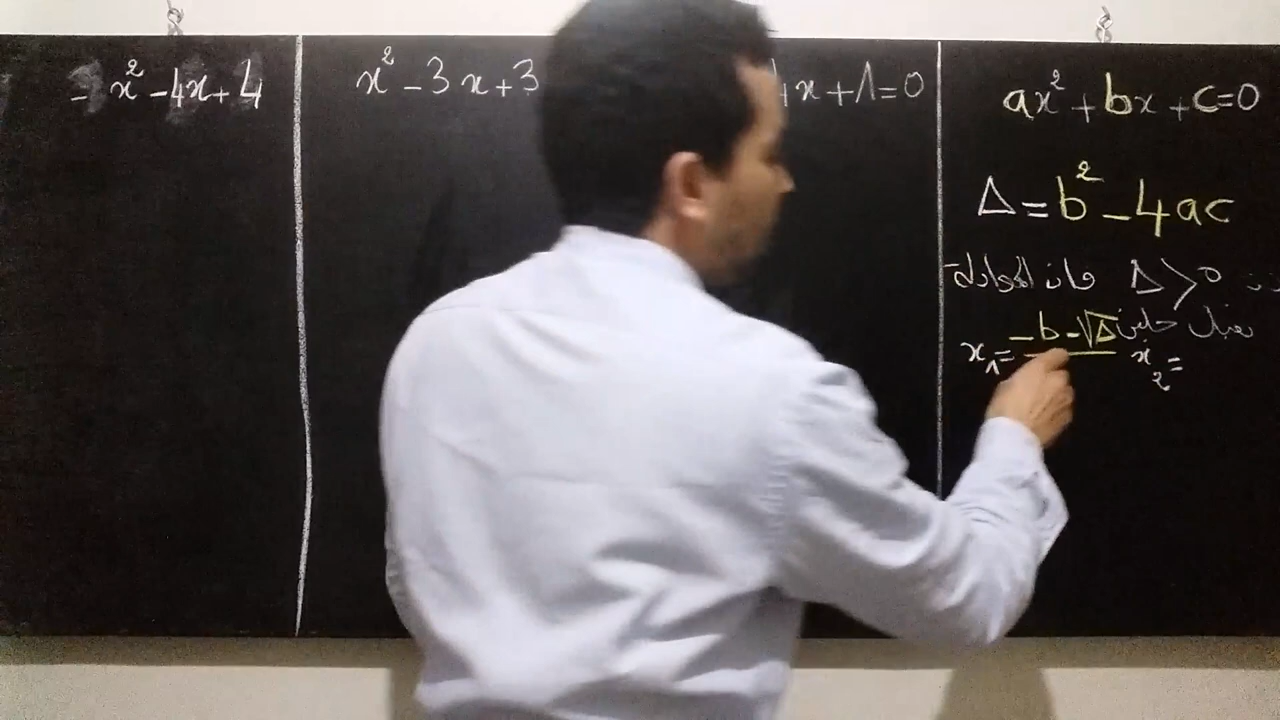 ax² + bx + c = 0
Δ = b² - 4ac
Δ > 0 فان المعادلة
تقبل حلين
x₁ = -b - √Δ x₂ =
4x + 1 = 0
x² - 3x + 3
- x² - 4x + 4